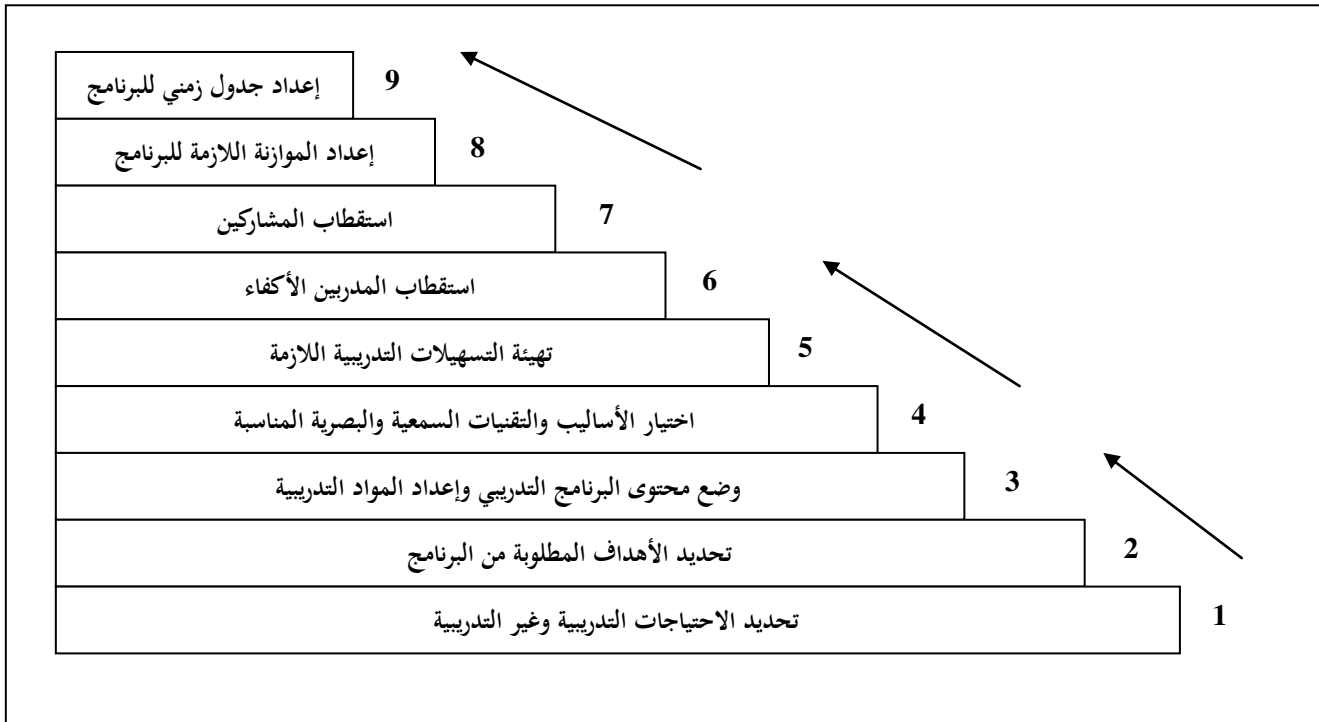 9 إعداد جدول زمني للبرنامج
8 إعداد الموازنة اللازمة للبرنامج
7 استقطاب المشاركين
6 استقطاب المدربين الأكفاء
5 تهيئة التسهيلات التدريبية اللازمة
4 اختيار الأساليب والتقنيات السمعية والبصرية المناسبة
3 وضع محتوى البرنامج التدريبي وإعداد المواد التدريبية
2 تحديد الأهداف المطلوبة من البرنامج
1 تحديد الاحتياجات التدريبية وغير التدريبية